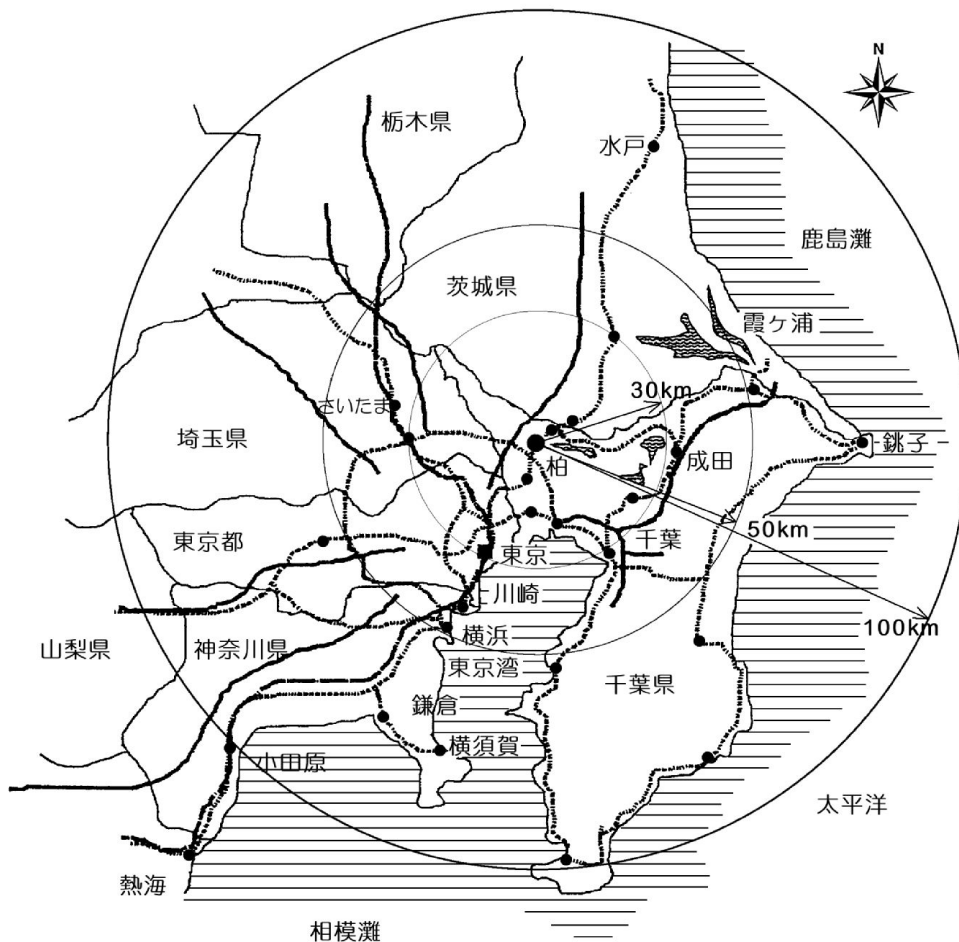 N
栃木県
水戸
鹿島灘
茨城県
霞ヶ浦
30km
さいたま
埼玉県
柏
成田
銚子
50km
東京都
東京
千葉
川崎
100km
山梨県
神奈川県
横浜
東京湾
千葉県
鎌倉
横須賀
小田原
太平洋
熱海
相模灘